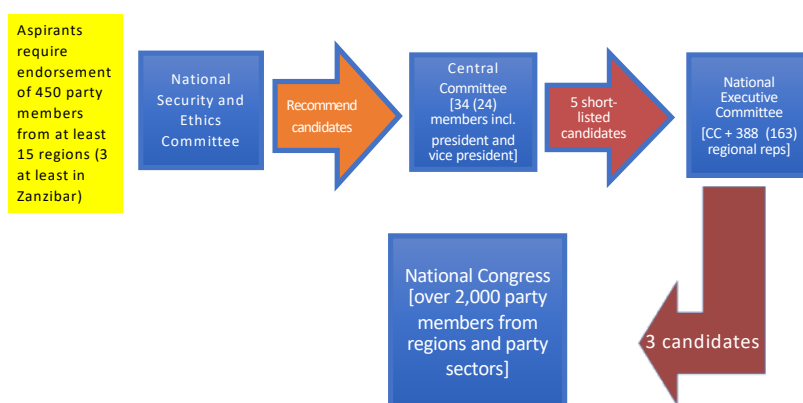 Aspirants
require
endorsement
of 450 party
members
from at least
15 regions (3
at least in
Zanzibar)
National
Security and
Ethics
Committee
Recommend
candidates
Central
Committee
[34 (24)
members incl.
president and
vice president]
5 short-
listed
candidates
National
Executive
Committee
[CC + 388 (163)
regional reps]
3 candidates
National Congress
[over 2,000 party
members from
regions and party
sectors]